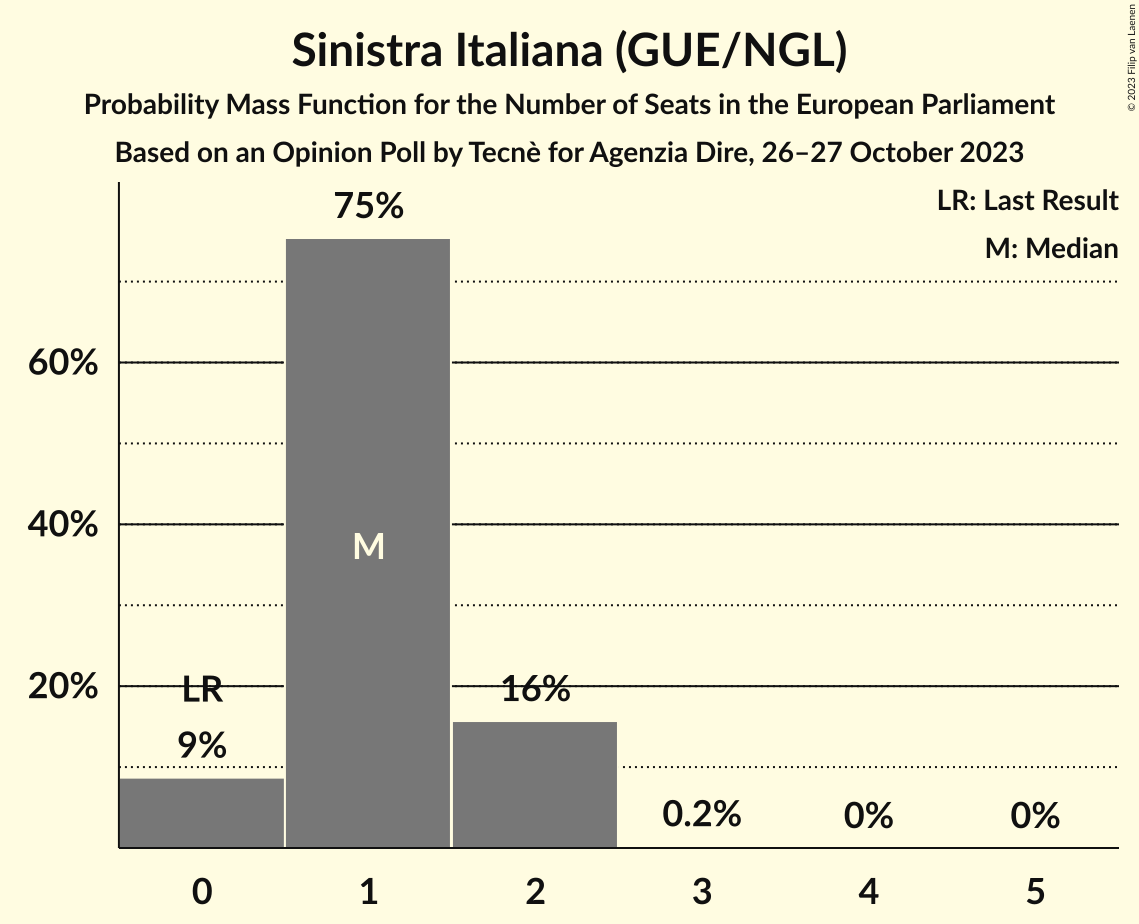 Sinistra Italiana (GUE/NGL)
Probability Mass Function for the Number of Seats in the European Parliament
Based on an Opinion Poll by Tecnè for Agenzia Dire, 26–27 October 2023
© 2023 Filip van Laenen
LR: Last Result
M: Median
75%
60%
40%
M
20%
LR
16%
9%
0.2%
0%
0%
0 1 2 3 4 5